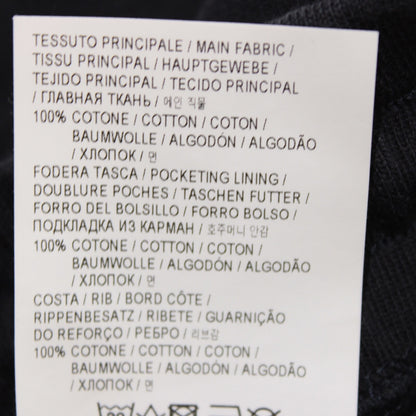 TESSUTO PRINCIPALE / MAIN FABRIC /
TISSU PRINCIPAL / HAUPTGEWEBE /
TEJIDO PRINCIPAL / TECIDO PRINCIPAL
/ ГЛАВНАЯ ТКАНЬ / 메인 직물
100% COTONE / COTTON / COTON /
BAUMWOLLE / ALGODÓN / ALGODÃO
/ ХЛОПОК / 면
FODERA TASCA / POCKETING LINING /
DOUBLURE POCHES / TASCHEN FUTTER /
FORRO DEL BOLSILLO / FORRO BOLSO /
ПОДКЛАДКА ИЗ КАРМАН / 호주머니 안감
100% COTONE / COTTON / COTON /
BAUMWOLLE / ALGODÓN / ALGODÃO
/ ХЛОПОК / 면
COSTA / RIB / BORD CÔTE /
RIPPENBESATZ / RIBETE / GUARNIÇÃO
DO REFORÇO / РЕБРО / 리브감
100% COTONE / COTTON / COTON /
BAUMWOLLE / ALGODÓN / ALGODÃO
/ ХЛОПОК / 면